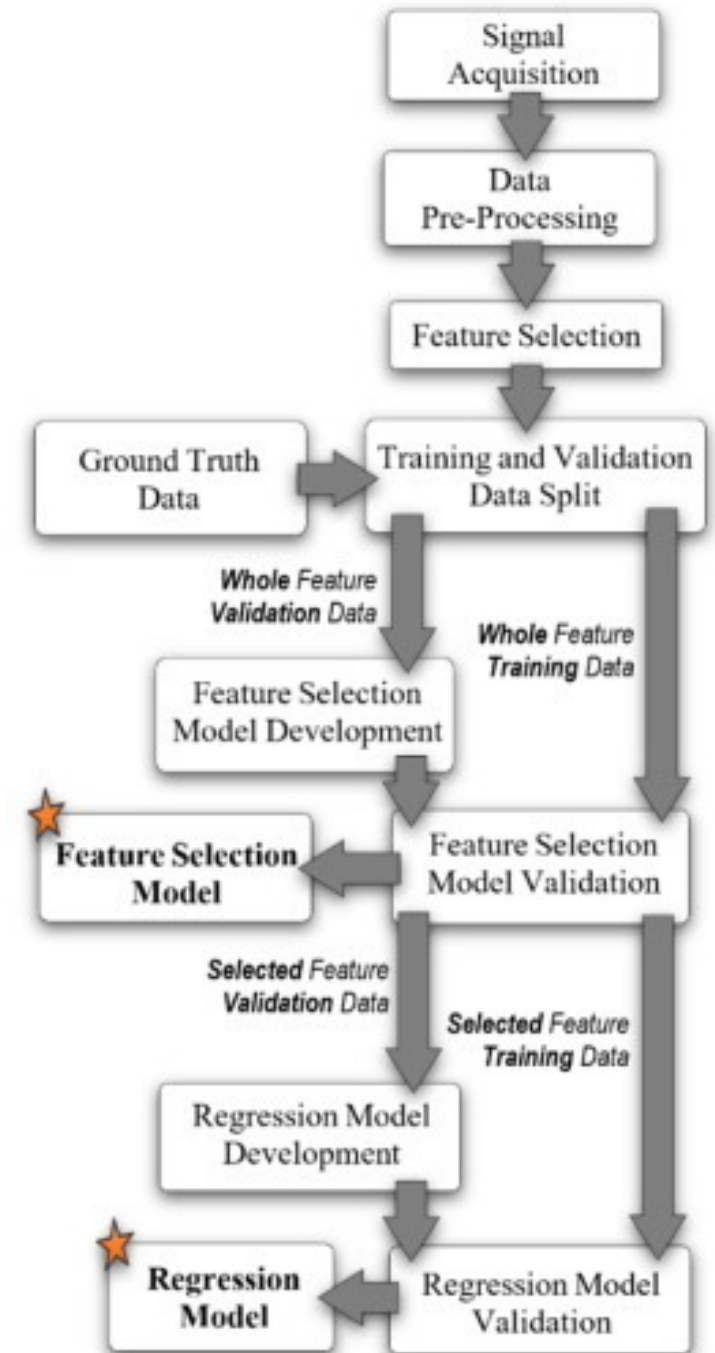 Signal
Acquisition
Data
Pre-Processing
Feature Selection
Ground Truth
Data
Training and Validation
Data Split
Whole Feature
Validation Data
Whole Feature
Training Data
Feature Selection
Model Development
Feature Selection
Model
Feature Selection
Model Validation
Selected Feature
Validation Data
Selected Feature
Training Data
Regression Model
Development
Regression
Model
Regression Model
Validation